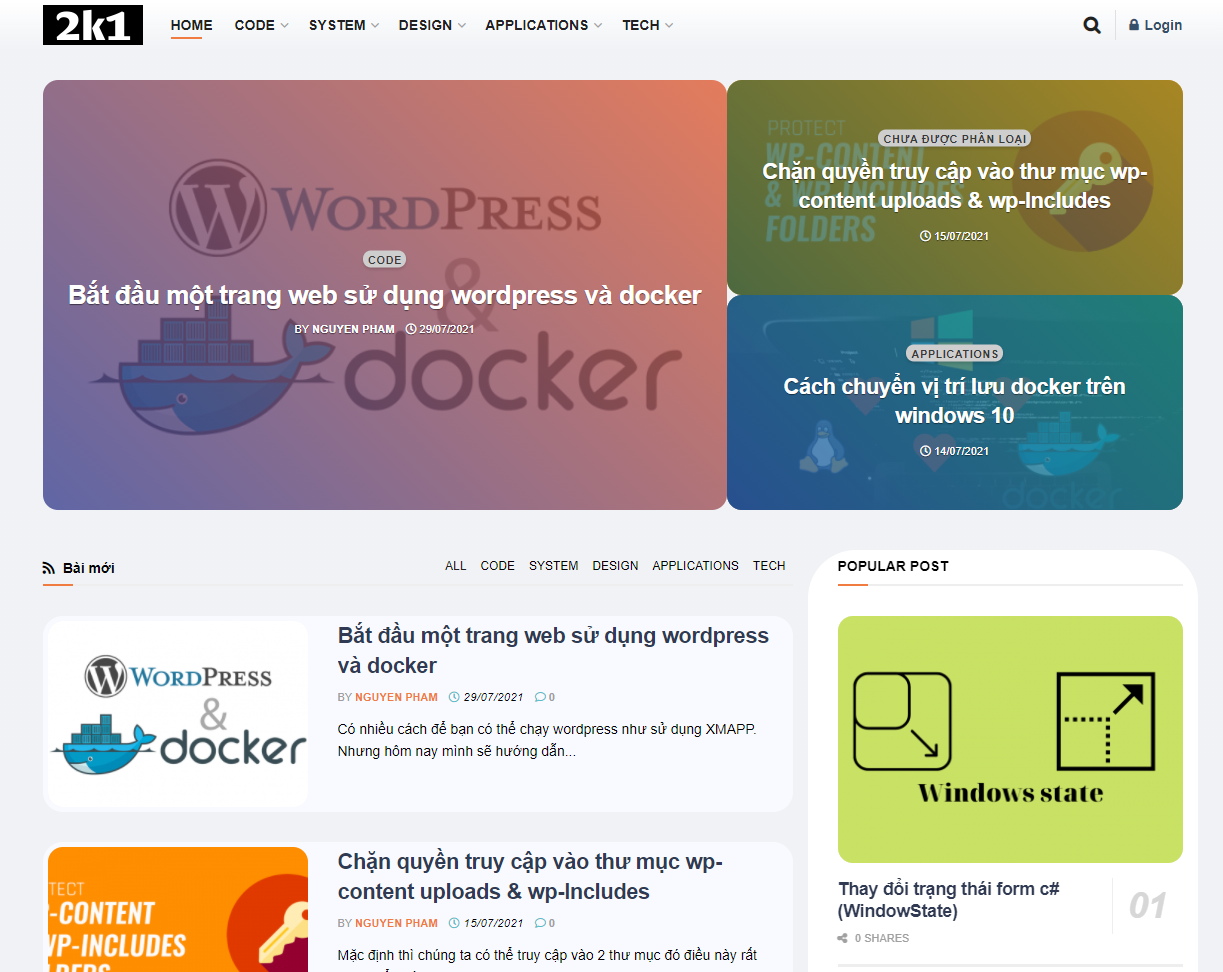 2k1
HOME CODE SYSTEM DESIGN APPLICATIONS TECH
Login
WORDPRESS
&
docker
CODE
Bắt đầu một trang web sử dụng wordpress và docker
BY NGUYEN PHAM 29/07/2021
PROTECT
WP-CONTENT
& WP-INCLUDES
FOLDERS
CHƯA ĐƯỢC PHÂN LOẠI
Chặn quyền truy cập vào thư mục wp-
content uploads & wp-Includes
15/07/2021
APPLICATIONS
Cách chuyển vị trí lưu docker trên
windows 10
14/07/2021
docker
Bài mới
ALL CODE SYSTEM DESIGN APPLICATIONS TECH
WORDPRESS
&
docker
Bắt đầu một trang web sử dụng wordpress
và docker
BY NGUYEN PHAM 29/07/2021 0
Có nhiều cách để bạn có thể chạy wordpress như sử dụng XMAPP.
Nhưng hôm nay mình sẽ hướng dẫn...
TECT
-CONTENT
WP-INCLUDES
Chặn quyền truy cập vào thư mục wp-
content uploads & wp-Includes
BY NGUYEN PHAM 15/07/2021 0
Mặc định thì chúng ta có thể truy cập vào 2 thư mục đó điều này rất
POPULAR POST
Windows state
Thay đổi trạng thái form c#
(WindowState)
0 SHARES
01